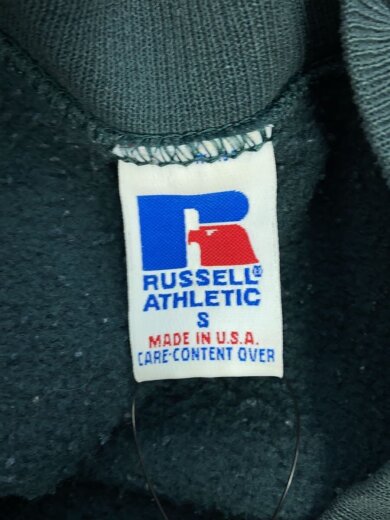 R
RUSSELL®
ATHLETIC
S
MADE IN U.S.A.
CARE-CONTENT OVER